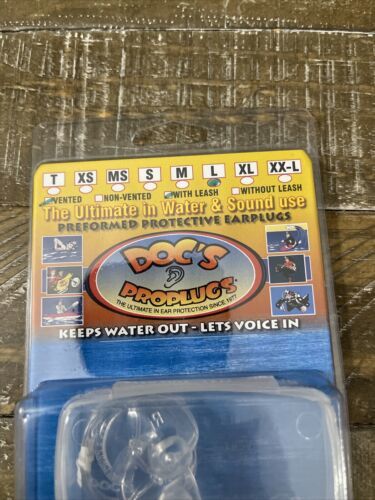 T XS MS S M L XL XX-L
VENTED NON-VENTED WITH LEASH WITHOUT LEASH
The Ultimate in Water & Sound use
PREFORMED PROTECTIVE EARPLUGS
DOC'S
PROPLUGS
THE ULTIMATE IN EAR PROTECTION SINCE 1977
KEEPS WATER OUT - LETS VOICE IN